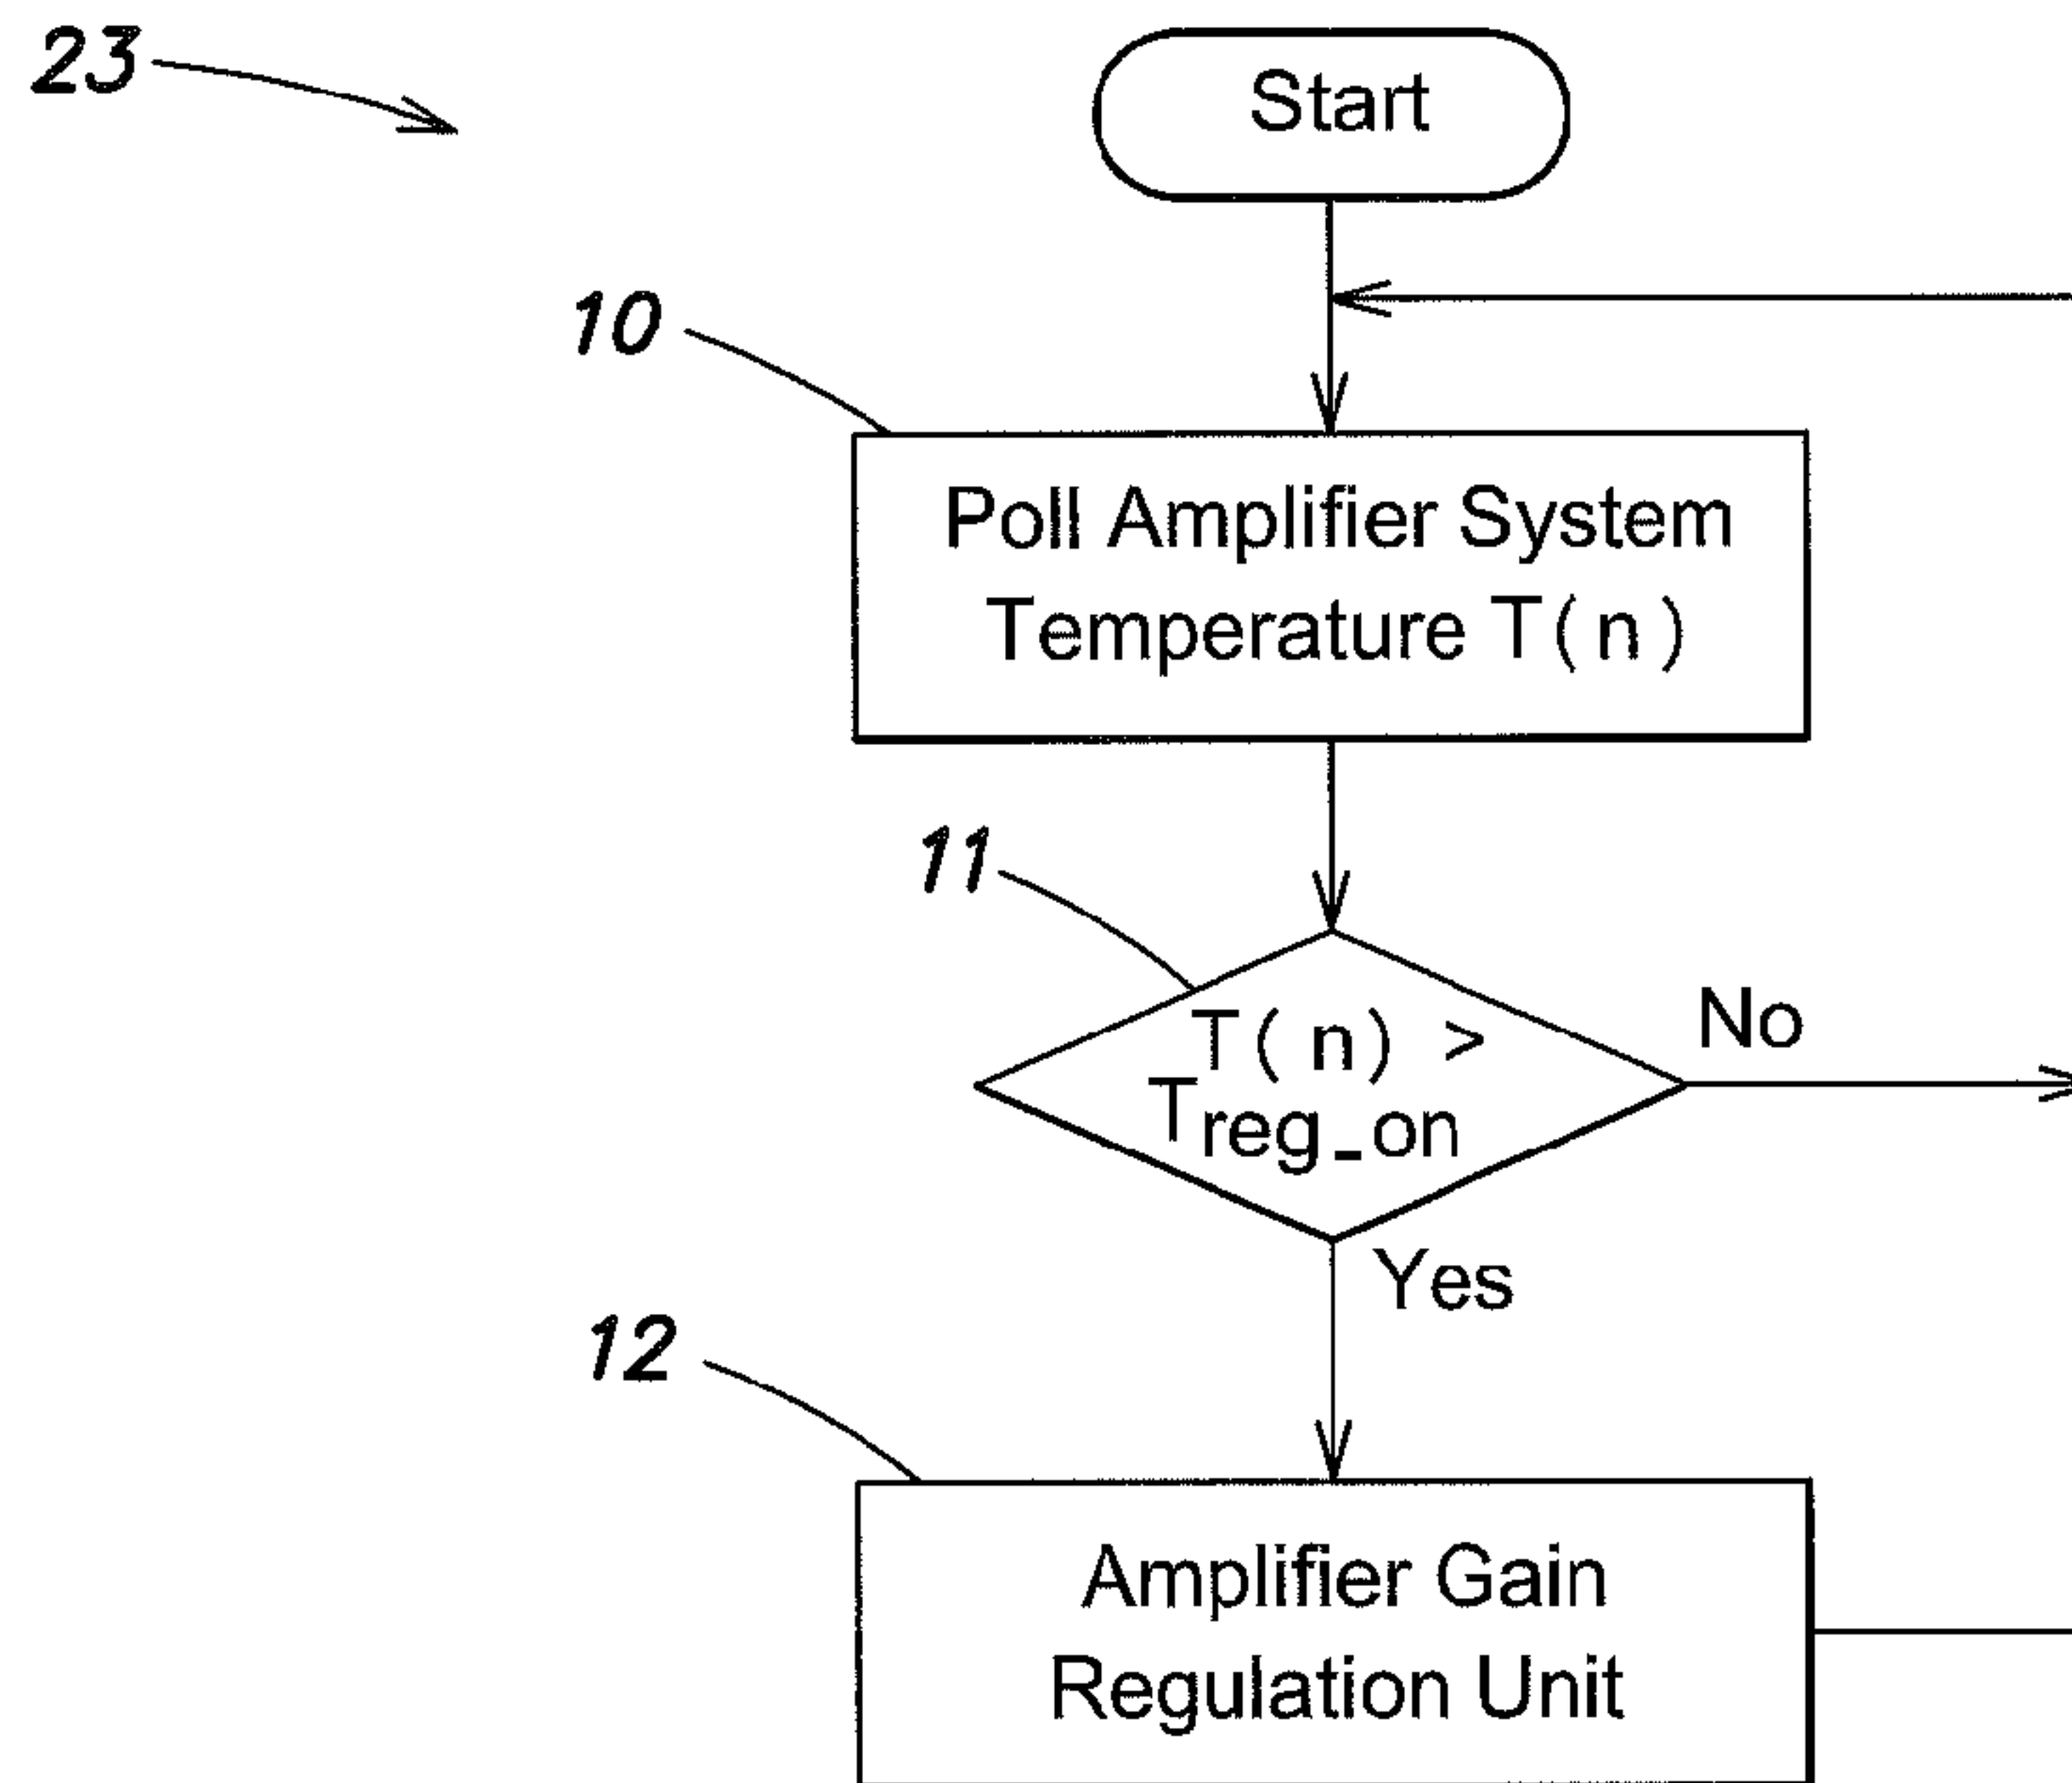 23
Start
10
Poll Amplifier System
Temperature T(n)
11
T(n) >
Treg_on
No
Yes
12
Amplifier Gain
Regulation Unit